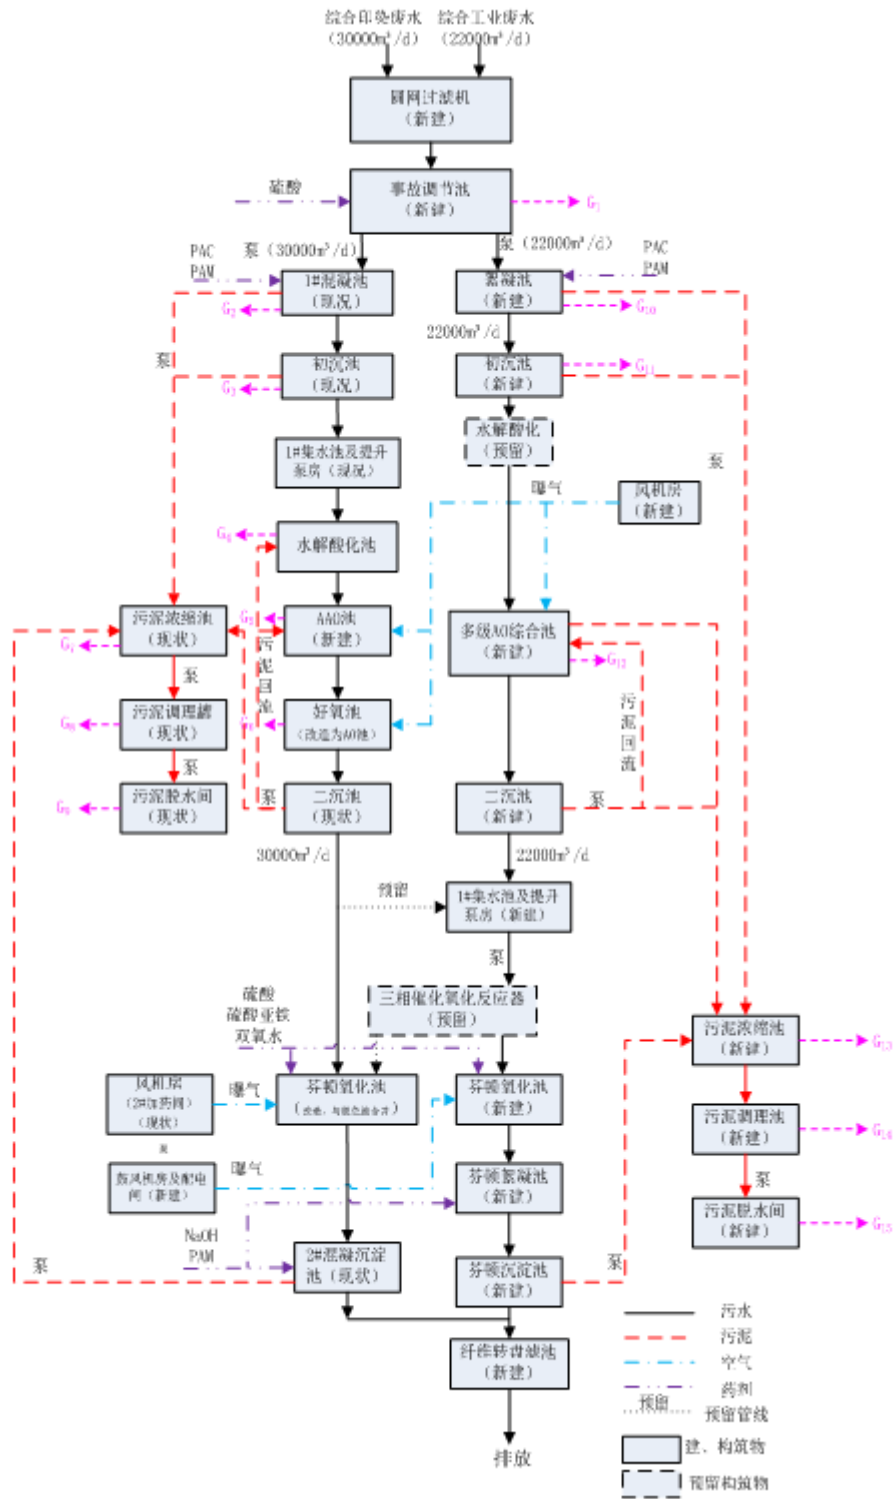 综合印染废水 综合工业废水
(30000m³/d) (22000m³/d)
圆网过滤机
(新建)
硫酸
事故调节池
(新建)
G₁
泵(30000m³/d)
泵(22000m³/d)
PAC
PAM
1#混凝池
(现况)
G₂
絮凝池
(新建)
PAC
PAM
G₁₀
22000m³/d
泵
初沉池
(现况)
G₃
初沉池
(新建)
G₁₁
水解酸化
(预留)
1#集水池及提升
泵房(现况)
泵
曝气
风机房
(新建)
G₄
水解酸化池
污泥浓缩池
(现状)
G₇
G₅
AAO池
(新建)
多级AO综合池
(新建)
G₁₂
泵
污泥回流
污泥调理罐
(现状)
G₈
G₆
好氧池
(改造为AO池)
污泥回流
泵
污泥脱水间
(现状)
G₉
泵
二沉池
(现状)
二沉池
(新建)
泵
30000m³/d
22000m³/d
预留
1#集水池及提升
泵房(新建)
泵
硫酸
硫酸亚铁
双氧水
三相催化氧化反应器
(预留)
污泥浓缩池
(新建)
G₁₃
风机房
(2#加药间)
(现状)
曝气
芬顿氧化池
芬顿氧化池
(新建)
污泥调理池
(新建)
G₁₄
鼓风机房及配电
间(新建)
曝气
芬顿絮凝池
(新建)
泵
污泥脱水间
(新建)
G₁₅
NaOH
PAM
泵
2#混凝沉淀
池(现状)
芬顿沉淀池
(新建)
泵
纤维转盘滤池
(新建)
排放
污水
污泥
空气
药剂
预留
预留管线
建、构筑物
预留构筑物